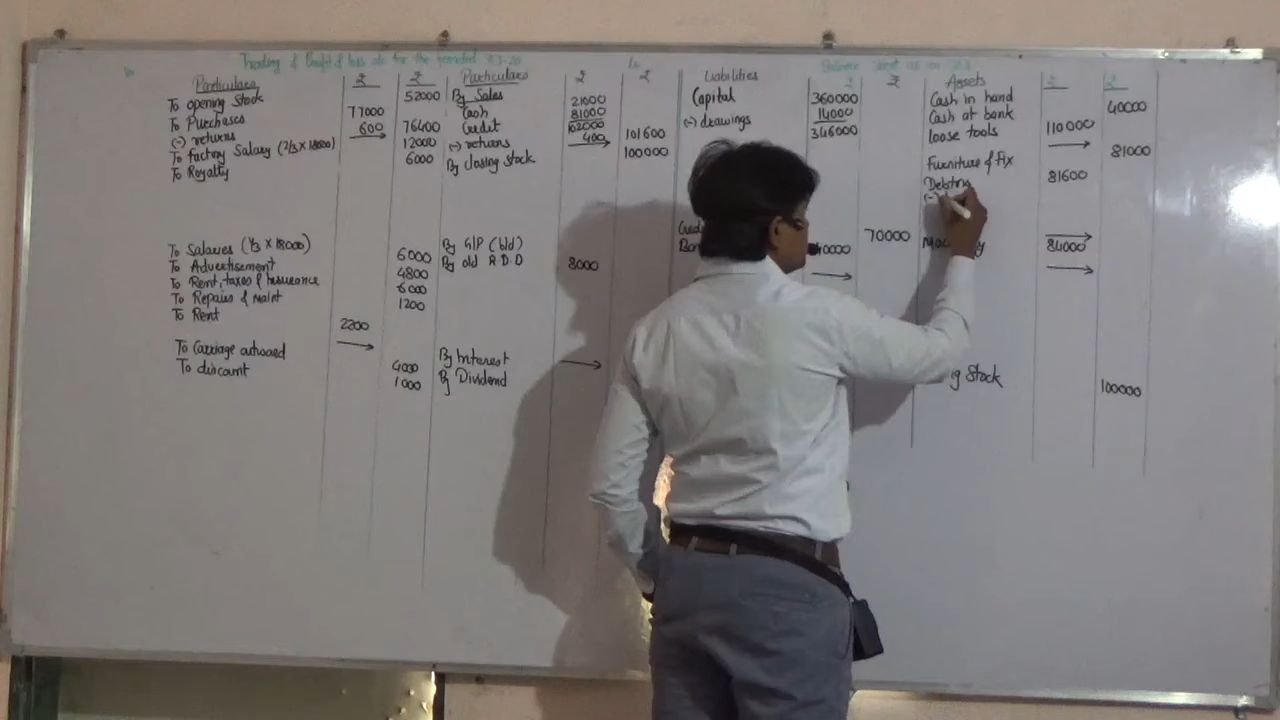 Trading & Profit & loss a/c for the
Balance sheet as on 31.3
Particulars ₹ ₹ Particulars ₹ ₹
To opening Stock 52000
To Purchases 77000
(-) returns 600 76400
To factory Salary (2/3 X 18000) 12000
To Royalty 6000
By Sales
Cash 21000
Credit 81000
102000
(-) returns 400 101600
By closing Stock 100000
To Salaries (1/3 X 18000) 6000
To Advertisement 4800
To Rent, taxes & Insurance 6000
To Repairs & Maint 1200
To Rent
2200
To Carriage outward 4000
To discount 1000
By G/P (b/d)
By old R D D 8000
By Interest
By Dividend
Liabilities ₹ ₹ Assets ₹ ₹
Capital 360000
(-) drawings 14000
346000
70000
Cash in hand 40000
Cash at bank
loose tools 110000
81000
Furniture & Fix
Debtors 81600
(-)
84000
g Stock 100000